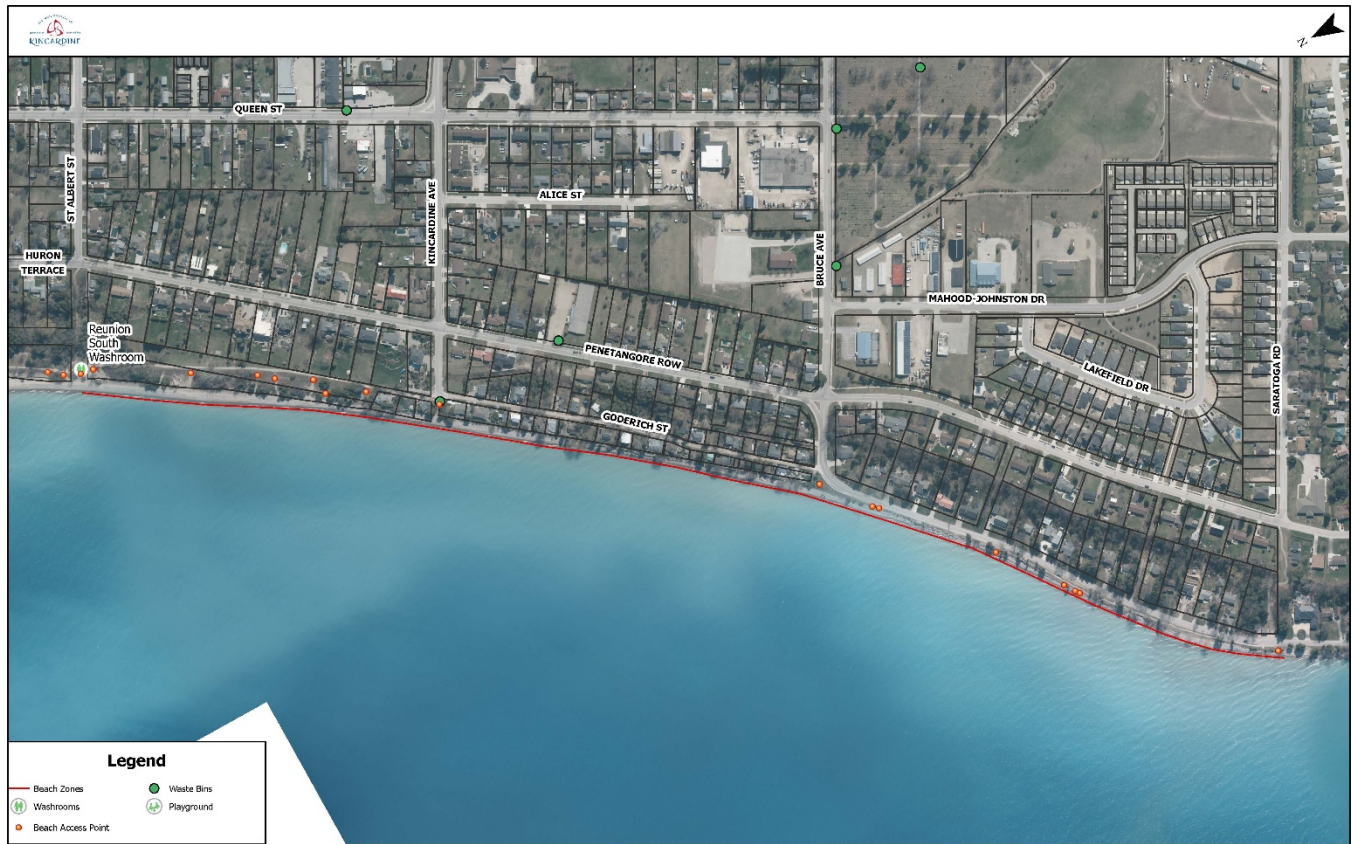 KINCARDINE
N
QUEEN ST
ST ALBERT ST
KINCARDINE AVE
ALICE ST
BRUCE AVE
HURON
TERRACE
MAHOOD-JOHNSTON DR
Reunion
South
Washroom
PENETANGORE ROW
LAKEFIELD DR
SARATOGA RD
GODERICH ST
Legend
Beach Zones
Waste Bins
Washrooms
Playground
Beach Access Point